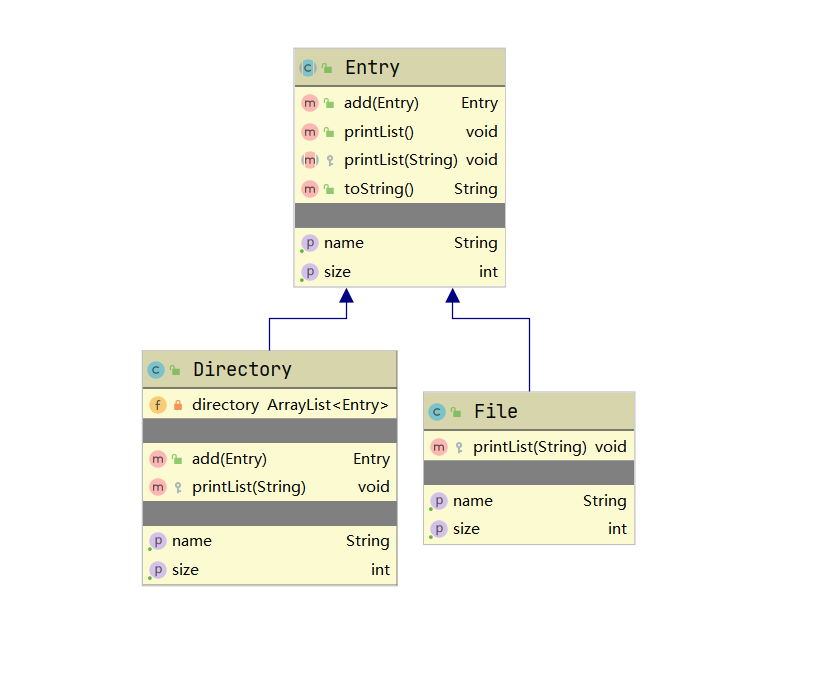 C Entry
m add(Entry) Entry
m printList() void
m printList(String) void
m toString() String
p name String
p size int
C Directory
f directory ArrayList<Entry>
m add(Entry) Entry
m printList(String) void
p name String
p size int
C File
m printList(String) void
p name String
p size int